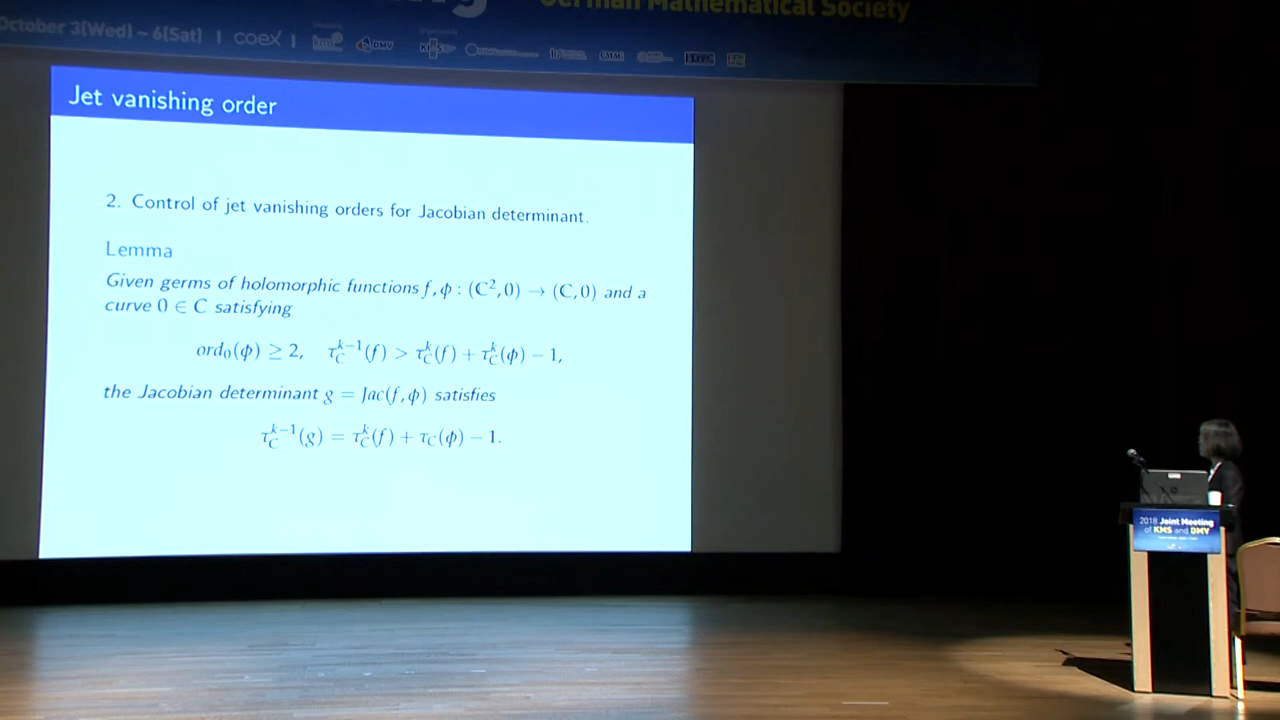 German Mathematical Society
October 3(Wed) ~ 6(Sat) | coex |
DMV
Jet vanishing order
2. Control of jet vanishing orders for Jacobian determinant.
Lemma
Given germs of holomorphic functions f, ϕ : (C², 0) → (C, 0) and a
curve 0 ∈ C satisfying
ord₀(ϕ) ≥ 2, τ_C^{k−1}(f) > τ_C^k(f) + τ_C^k(ϕ) − 1,
the Jacobian determinant g = Jac(f, ϕ) satisfies
τ_C^{k−1}(g) = τ_C^k(f) + τ_C(ϕ) − 1.
2018 Joint Meeting
of KMS and DMV